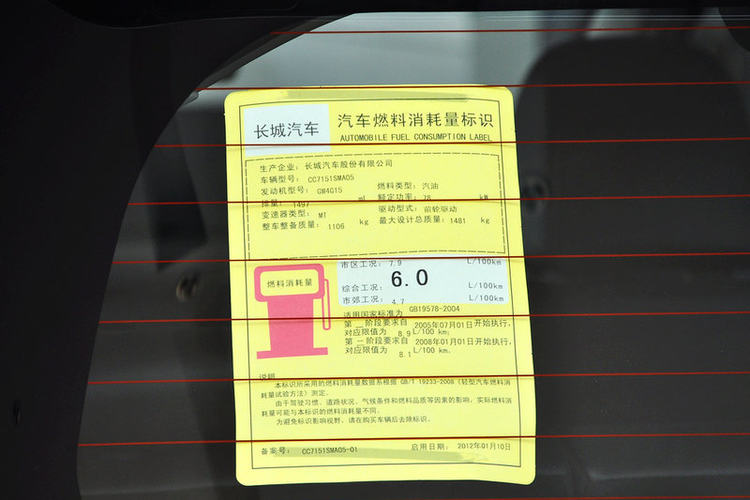 长城汽车
汽车燃料消耗量标识
AUTOMOBILE FUEL CONSUMPTION LABEL
生产企业：长城汽车股份有限公司
车辆型号：CC7151SMA05
发动机型号：GW4G15 燃料类型：汽油
排量：1497 ml 额定功率：78 kW
变速器类型：MT 驱动型式：前轮驱动
整车整备质量：1106 kg 最大设计总质量：1481 kg
燃料消耗量
市区工况：7.9 L/100km
综合工况：6.0 L/100km
市郊工况：4.7 L/100km
适用国家标准为 GB19578-2004
第二阶段要求自 2005年07月01日开始执行，
对应限值为 8.9 L/100 km；
第一阶段要求自 2008年01月01日开始执行，
对应限值为 8.1 L/100 km。
说明
本标识所采用的燃料消耗量数据系根据 GB/T 19233-2008《轻型汽车燃料消
耗量试验方法》测定。
由于驾驶习惯、道路状况、气候条件和燃料品质等因素的影响，实际燃料消
耗量可能与本标识的燃料消耗量不同。
为避免标识影响视野，请在购买车辆后去除标识。
备案号：CC7151SMA05-01 启用日期：2012年01月10日